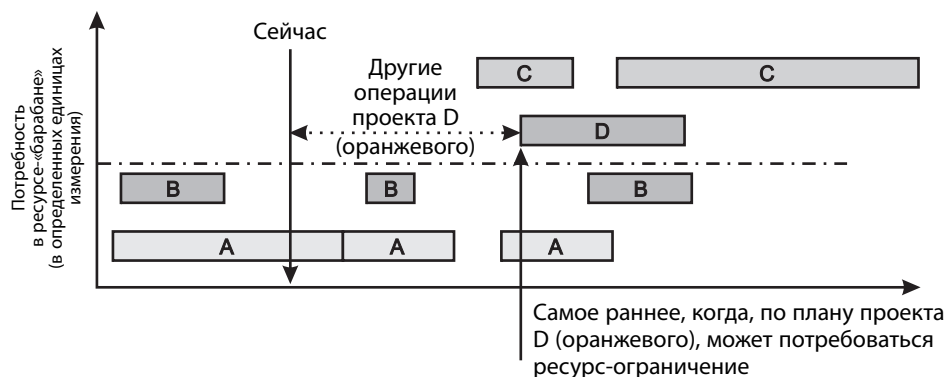 Сейчас
Потребность
в ресурсе-«барабане»
(в определенных единицах
измерения)
Другие
операции
проекта D
(оранжевого)
C
C
D
B
B
B
A
A
A
Самое раннее, когда, по плану проекта
D (оранжевого), может потребоваться
ресурс-ограничение